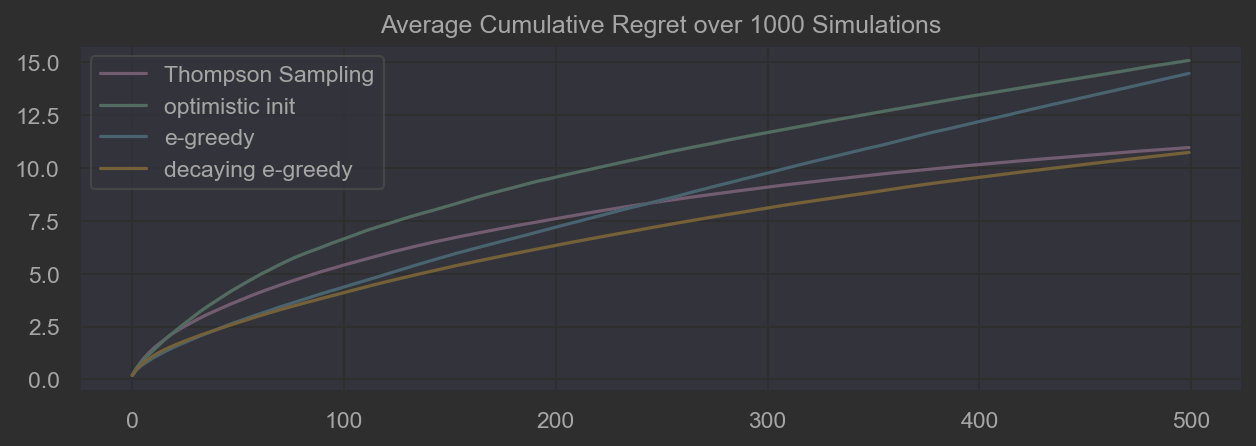 Average Cumulative Regret over 1000 Simulations
15.0
12.5
10.0
7.5
5.0
2.5
0.0
Thompson Sampling
optimistic init
e-greedy
decaying e-greedy
0 100 200 300 400 500